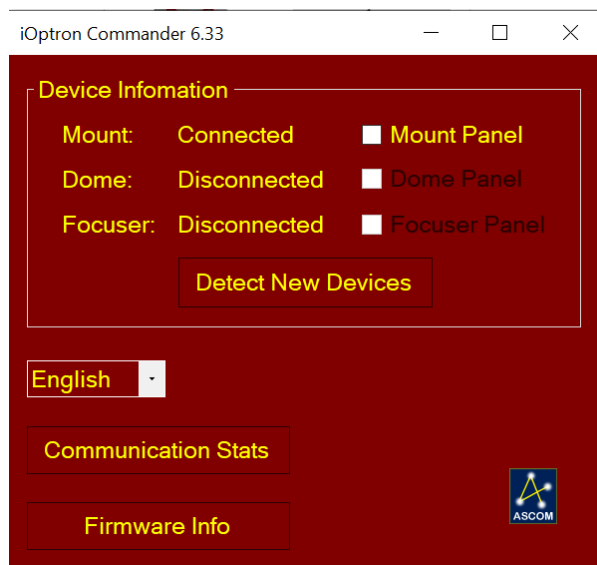 iOptron Commander 6.33
Device Infomation
Mount: Connected Mount Panel
Dome: Disconnected Dome Panel
Focuser: Disconnected Focuser Panel
Detect New Devices
English
Communication Stats
Firmware Info
ASCOM